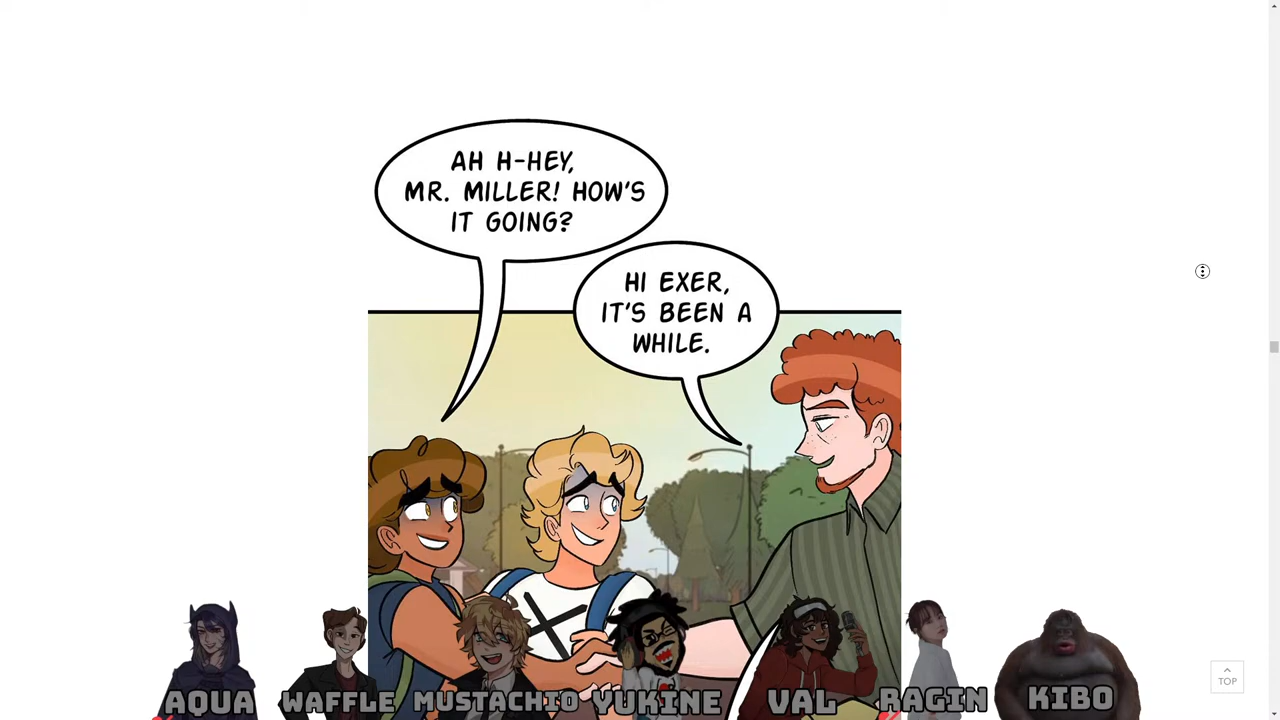 AH H-HEY,
MR. MILLER! HOW'S
IT GOING?
HI EXER,
IT'S BEEN A
WHILE.
TOP
AQUA WAFFLE MUSTACHIO YUKINE VAL RAGIN KIBO